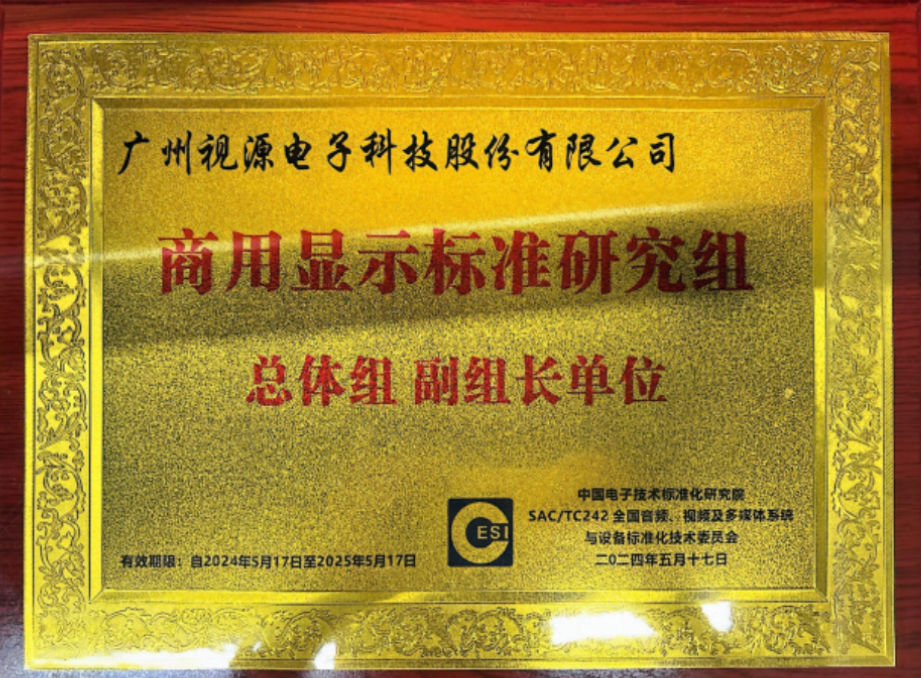 广州视源电子科技股份有限公司
商用显示标准研究组
总体组 副组长单位
中国电子技术标准化研究院
SAC/TC242 全国音频、视频及多媒体系统
与设备标准化技术委员会
二〇二四年五月十七日
CESI
有效期限：自2024年5月17日至2025年5月17日